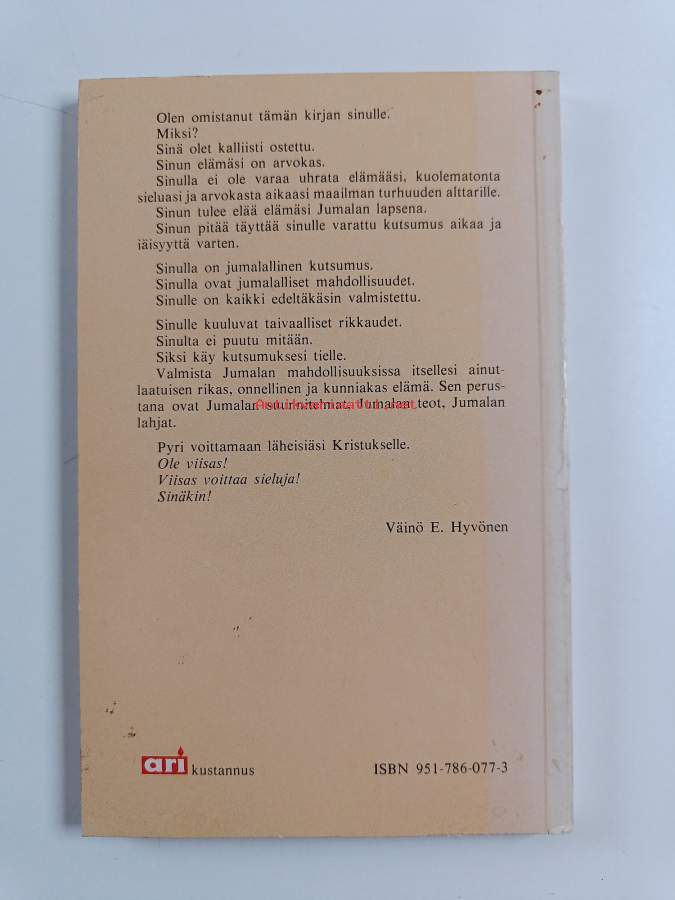 Olen omistanut tämän kirjan sinulle.
Miksi?
Sinä olet kalliisti ostettu.
Sinun elämäsi on arvokas.
Sinulla ei ole varaa uhrata elämääsi, kuolematonta
sieluasi ja arvokasta aikaasi maailman turhuuden alttarille.
Sinun tulee elää elämäsi Jumalan lapsena.
Sinun pitää täyttää sinulle varattu kutsumus aikaa ja
iäisyyttä varten.
Sinulla on jumalallinen kutsumus.
Sinulla ovat jumalalliset mahdollisuudet.
Sinulle on kaikki edeltäkäsin valmistettu.
Sinulle kuuluvat taivaalliset rikkaudet.
Sinulta ei puutu mitään.
Siksi käy kutsumuksesi tielle.
Valmista Jumalan mahdollisuuksissa itsellesi ainut-
laatuisen rikas, onnellinen ja kunniakas elämä. Sen perus-
tana ovat Jumalan suunnitelmat, Jumalan teot, Jumalan
lahjat.
Pyri voittamaan läheisiäsi Kristukselle.
Ole viisas!
Viisas voittaa sieluja!
Sinäkin!
Väinö E. Hyvönen
ari kustannus
ISBN 951-786-077-3